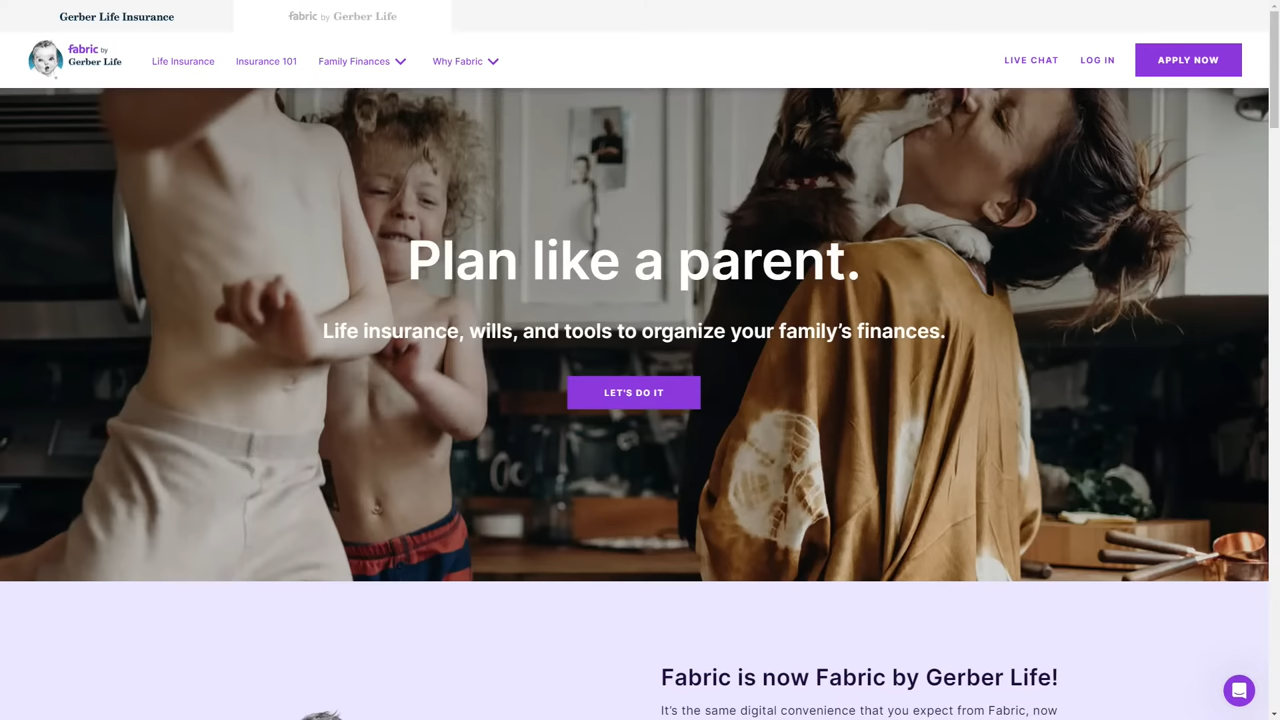 Gerber Life Insurance
fabric by Gerber Life
fabric by
Gerber Life
Life Insurance
Insurance 101
Family Finances
Why Fabric
LIVE CHAT
LOG IN
APPLY NOW
Plan like a parent.
Life insurance, wills, and tools to organize your family’s finances.
LET'S DO IT
Fabric is now Fabric by Gerber Life!
It’s the same digital convenience that you expect from Fabric, now